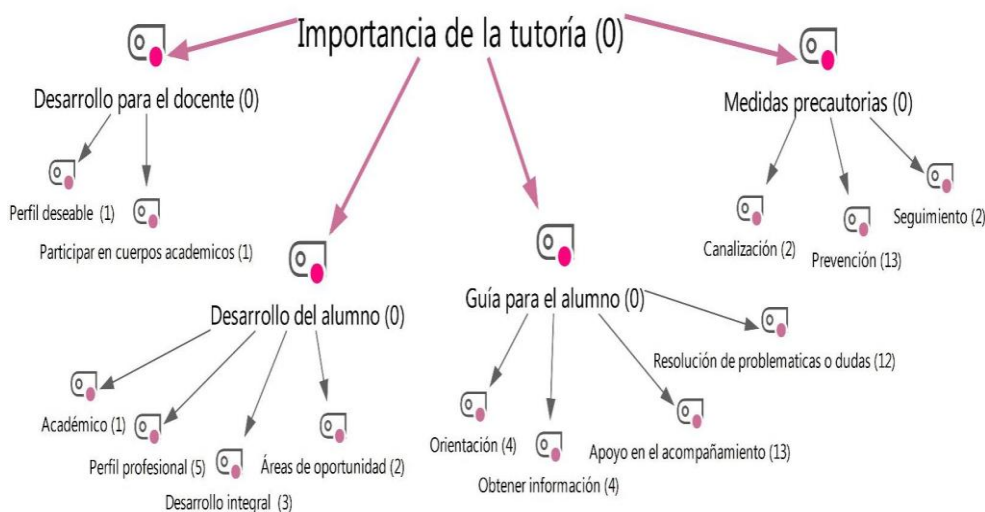 Importancia de la tutoría (0)
Desarrollo para el docente (0)
Perfil deseable (1)
Participar en cuerpos academicos (1)
Desarrollo del alumno (0)
Académico (1)
Perfil profesional (5)
Desarrollo integral (3)
Áreas de oportunidad (2)
Guía para el alumno (0)
Orientación (4)
Obtener información (4)
Apoyo en el acompañamiento (13)
Resolución de problematicas o dudas (12)
Medidas precautorias (0)
Canalización (2)
Prevención (13)
Seguimiento (2)